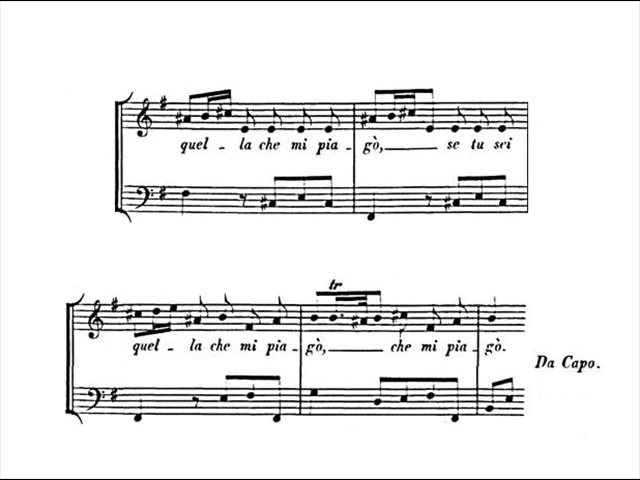 quel - la che mi pia - gò, se tu sei
tr
quel - la che mi pia - gò, che mi pia - gò.
Da Capo.